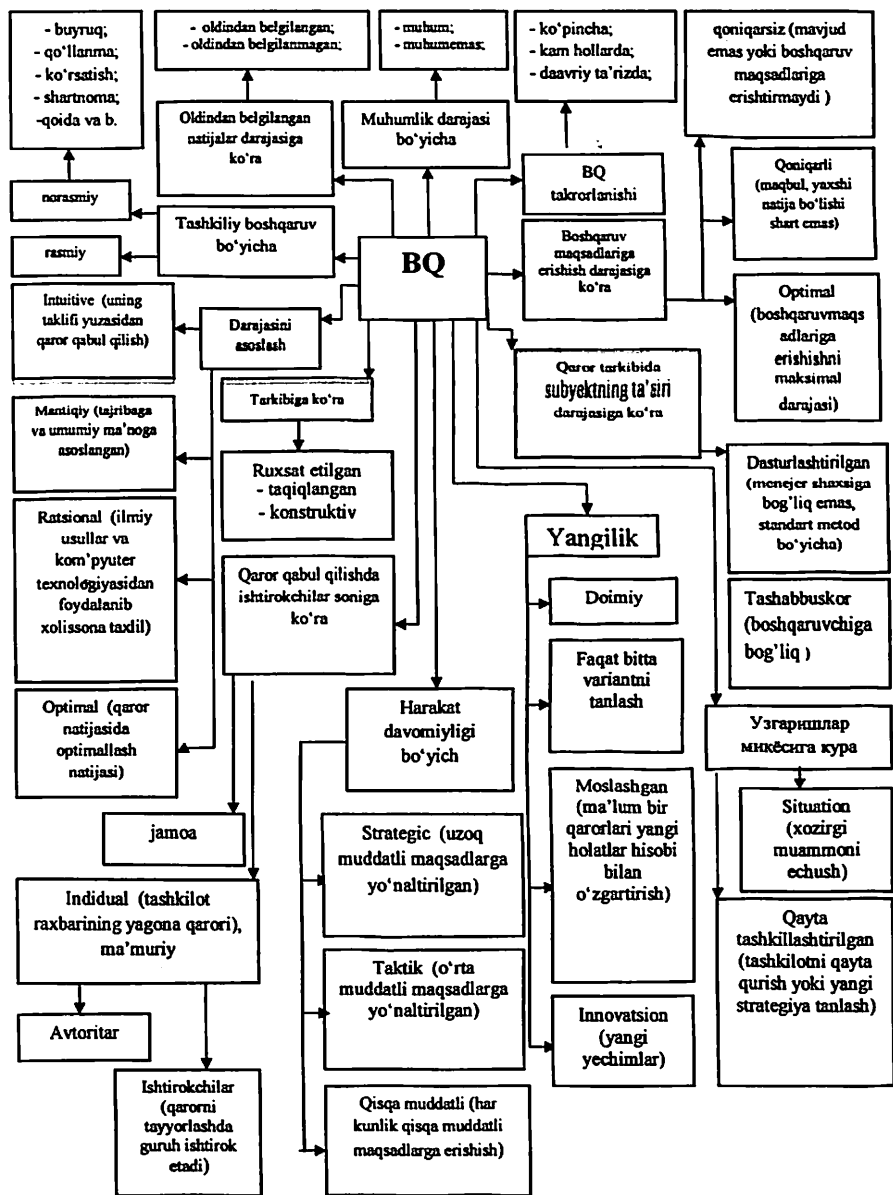 - buyruq;
- qo'llanma;
- ko'rsatish;
- shartnoma;
-qoida va b.
- oldindan belgilangan;
- oldindan belgilanmagan;
- muhum;
- muhumemas;
- ko'pincha;
- kam hollarda;
- daavriy ta'rizda;
qoniqarsiz (mavjud
emas yoki boshqaruv
maqsadlariga
erishtirmaydi )
Oldindan belgilangan
natijalar darajasiga
ko'ra
Muhumlik darajasi
bo'yicha
BQ
takrorlanishi
Qoniqarli
(maqbul, yaxshi
natija bo'lishi
shart emas)
norasmiy
Tashkiliy boshqaruv
bo'yicha
rasmiy
BQ
Boshqaruv
maqsadlariga
erishish darajasiga
ko'ra
Optimal
(boshqaruvmaqs
adlariga
erishishni
maksimal
darajasi)
Intuitive (uning
taklifi yuzasidan
qaror qabul qilish)
Darajasini
asoslash
Qaror tarkibida
subyektning ta'siri
darajasiga ko'ra
Tarkibiga ko'ra
Mantiqiy (tajribaga
va umumiy ma'noga
asoslangan)
Ruxsat etilgan
- taqiqlangan
- konstruktiv
Dasturlashtirilgan
(menejer shaxsiga
bog'liq emas,
standart metod
bo'yicha)
Ratsional (ilmiy
usullar va
kom'pyuter
texnologiyasidan
foydalanib
xolissona taxlil)
Yangilik
Qaror qabul qilishda
ishtirokchilar soniga
ko'ra
Doimiy
Tashabbuskor
(boshqaruvchiga
bog'liq )
Faqat bitta
variantni
tanlash
Optimal (qaror
natijasida
optimallash
natijasi)
Harakat
davomiyligi
bo'yich
Узгаришлар
микёсига кура
jamoa
Strategic (uzoq
muddatli maqsadlarga
yo'naltirilgan)
Moslashgan
(ma'lum bir
qarorlari yangi
holatlar hisobi
bilan
o'zgartirish)
Situation
(xozirgi
muammoni
echush)
Indidual (tashkilot
raxbarining yagona
qarori),
ma'muriy
Taktik (o'rta
muddatli maqsadlarga
yo'naltirilgan)
Qayta
tashkillashtirilgan
(tashkilotni qayta
qurish yoki yangi
strategiya tanlash)
Avtoritar
Innovatsion
(yangi
yechimlar)
Ishtirokchilar
(qarorni
tayyorlashda
guruh ishtirok
etadi)
Qisqa muddatli (har
kunlik qisqa muddatli
maqsadlarga erishish)